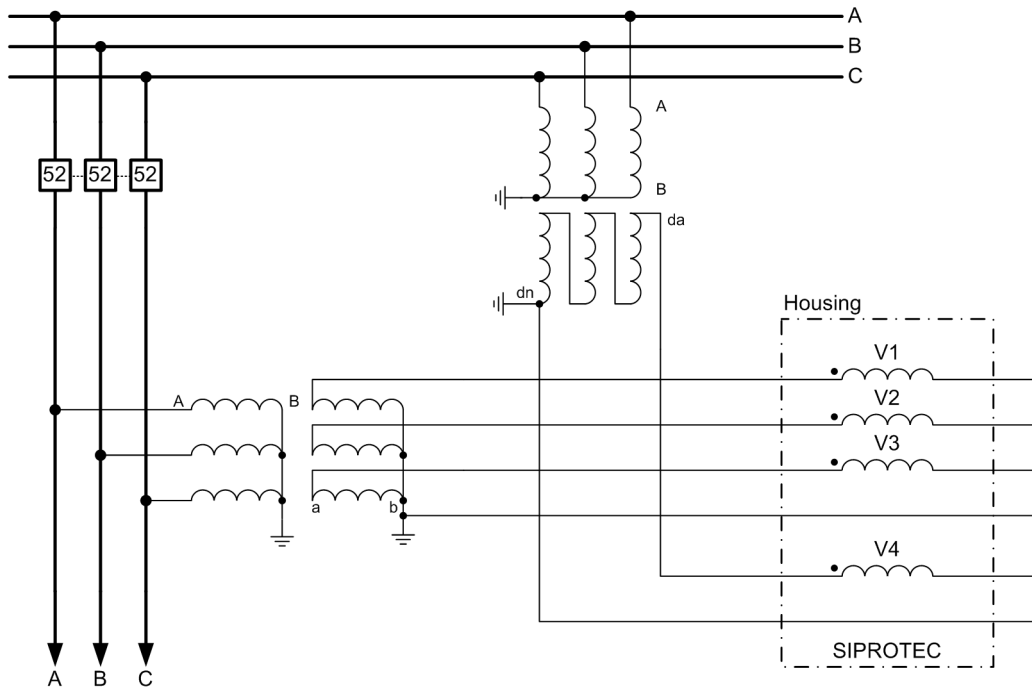 A
B
C
A
52 52 52
B
da
dn
Housing
V1
A B
V2
V3
a b
V4
SIPROTEC
A B C